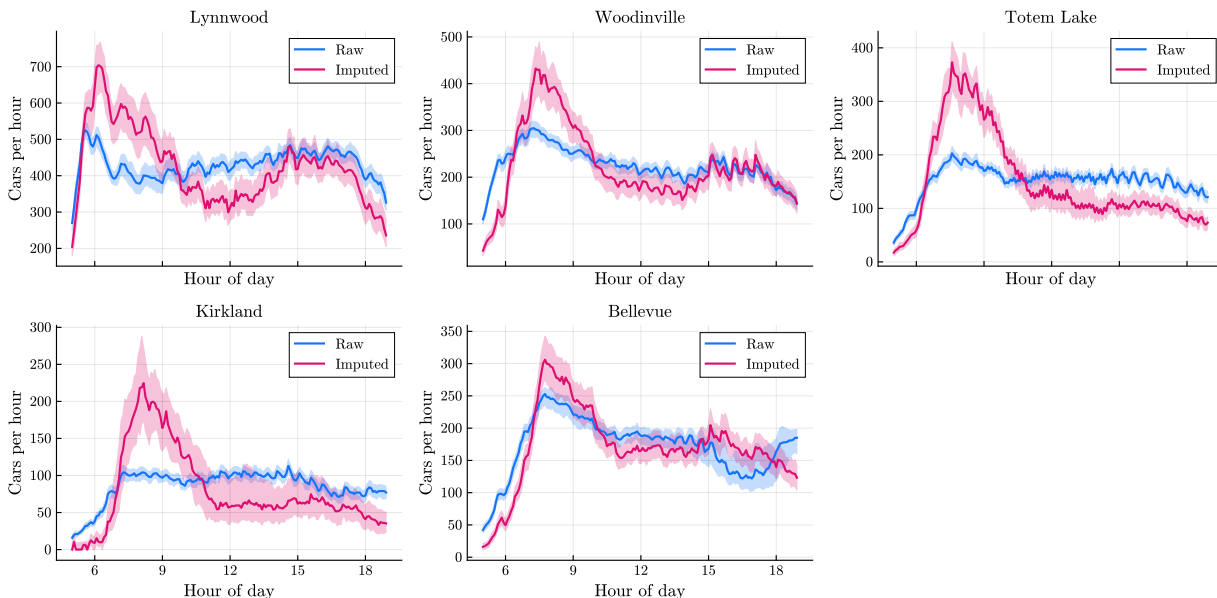 Lynnwood
Cars per hour
700
600
500
400
300
200
Raw
Imputed
Hour of day
Woodinville
Cars per hour
500
400
300
200
100
Raw
Imputed
Hour of day
Totem Lake
Cars per hour
400
300
200
100
0
Raw
Imputed
Hour of day
Kirkland
Cars per hour
300
250
200
150
100
50
0
Raw
Imputed
6 9 12 15 18
Hour of day
Bellevue
Cars per hour
350
300
250
200
150
100
50
0
Raw
Imputed
6 9 12 15 18
Hour of day